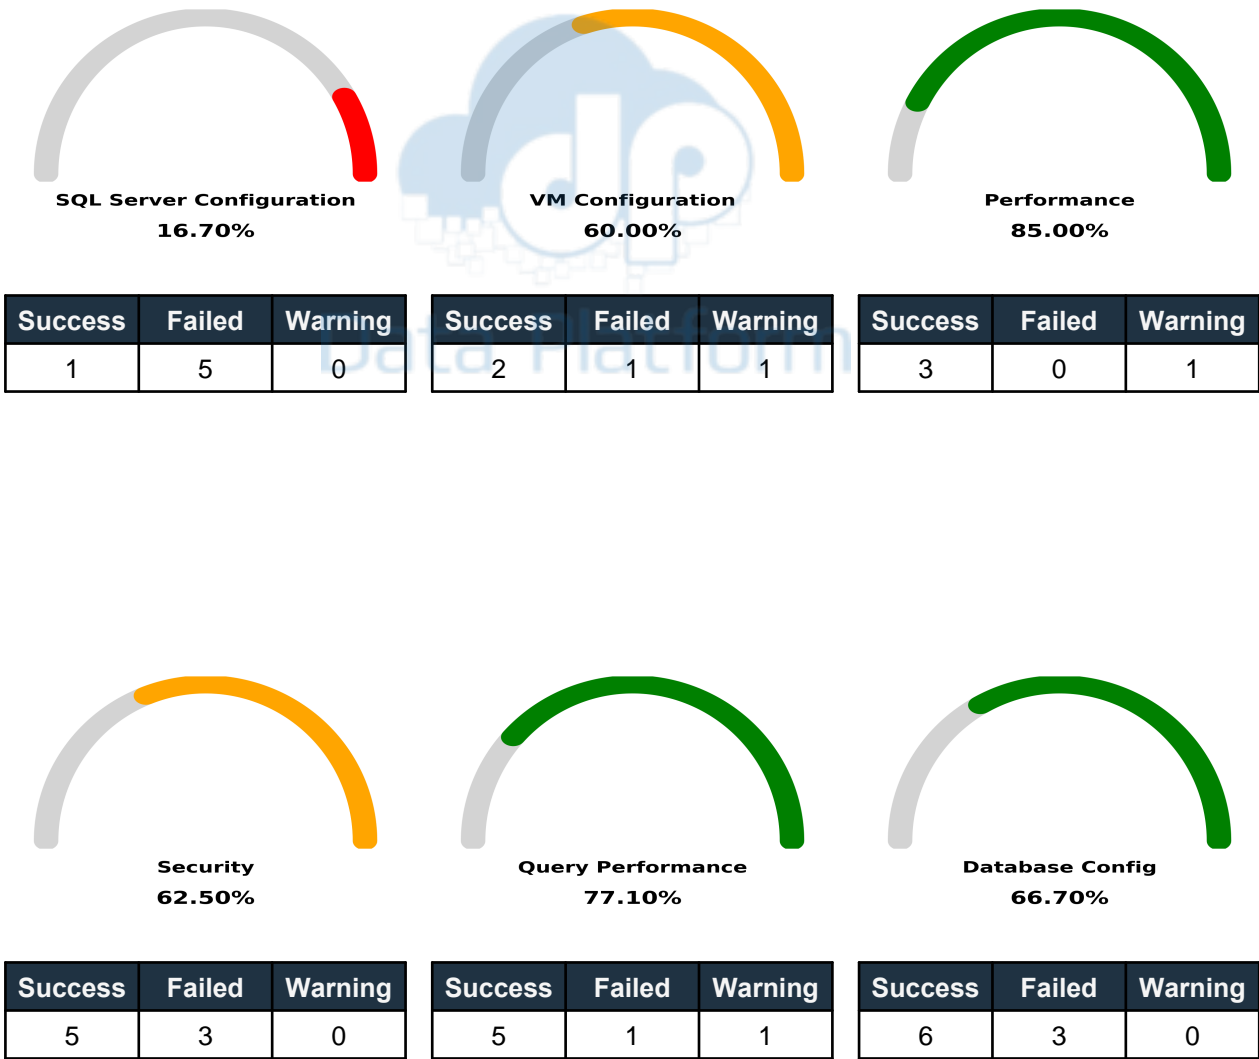 SQL Server Configuration
16.70%
VM Configuration
60.00%
Performance
85.00%
Success Failed Warning
1 5 0
Success Failed Warning
2 1 1
Success Failed Warning
3 0 1
dp
Data Platform
Security
62.50%
Query Performance
77.10%
Database Config
66.70%
Success Failed Warning
5 3 0
Success Failed Warning
5 1 1
Success Failed Warning
6 3 0